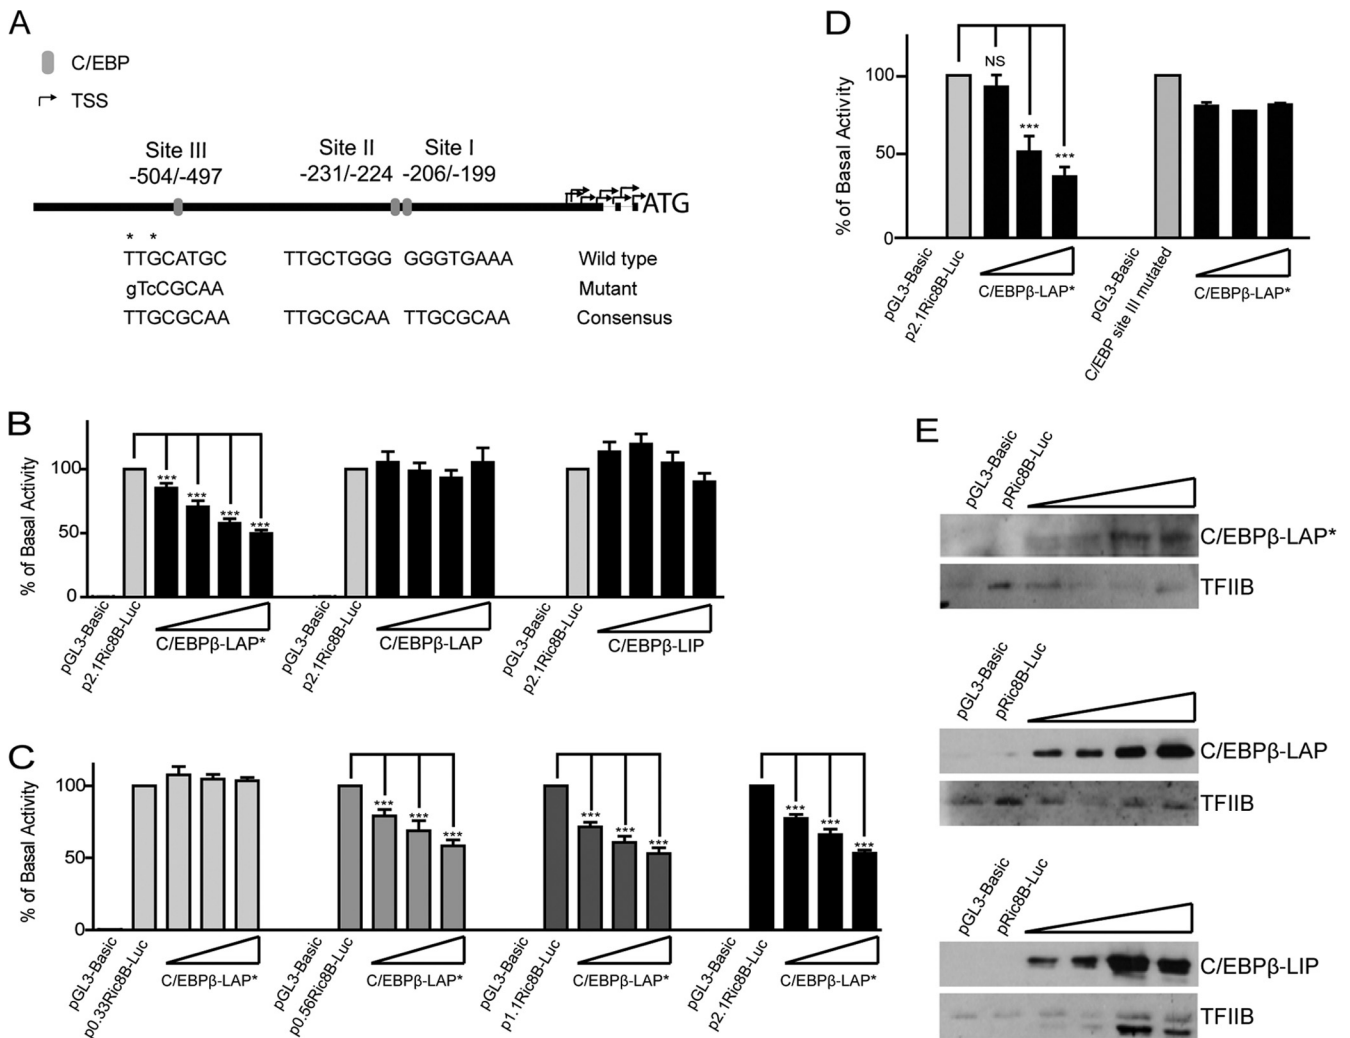 A
C/EBP
TSS
Site III
-504/-497
Site II
-231/-224
Site I
-206/-199
ATG
* *
TTGCATGC TTGCTGGG GGGTGAAA Wild type
gTcCGCAA Mutant
TTGCGCAA TTGCGCAA TTGCGCAA Consensus
B
% of Basal Activity
100
50
0
*** *** *** ***
pGL3-Basic
p2.1Ric8B-Luc
C/EBPβ-LAP*
pGL3-Basic
p2.1Ric8B-Luc
C/EBPβ-LAP
pGL3-Basic
p2.1Ric8B-Luc
C/EBPβ-LIP
C
% of Basal Activity
100
50
0
pGL3-Basic
p0.33Ric8B-Luc
C/EBPβ-LAP*
*** *** ***
pGL3-Basic
p0.56Ric8B-Luc
C/EBPβ-LAP*
*** *** ***
pGL3-Basic
p1.1Ric8B-Luc
C/EBPβ-LAP*
*** *** ***
pGL3-Basic
p2.1Ric8B-Luc
C/EBPβ-LAP*
D
% of Basal Activity
100
50
0
NS *** ***
pGL3-Basic
p2.1Ric8B-Luc
C/EBPβ-LAP*
pGL3-Basic
C/EBP site III mutated
C/EBPβ-LAP*
E
pGL3-Basic
pRic8B-Luc
C/EBPβ-LAP*
TFIIB
pGL3-Basic
pRic8B-Luc
C/EBPβ-LAP
TFIIB
pGL3-Basic
pRic8B-Luc
C/EBPβ-LIP
TFIIB